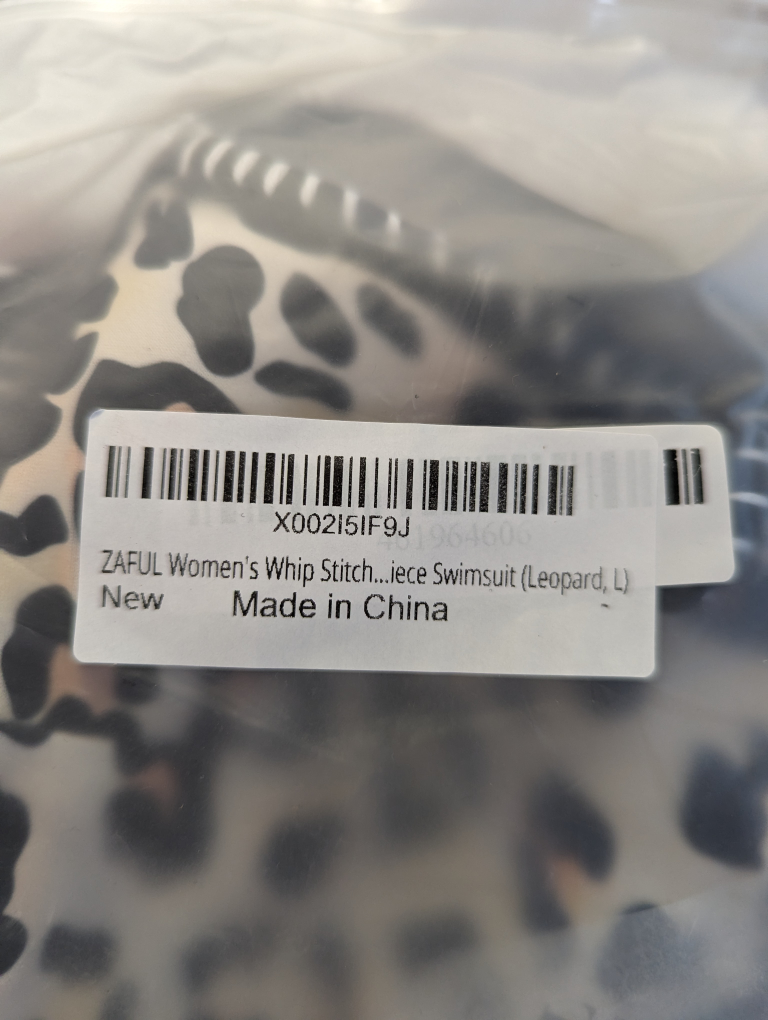 X002I5IF9J
ZAFUL Women's Whip Stitch...iece Swimsuit (Leopard, L)
New Made in China